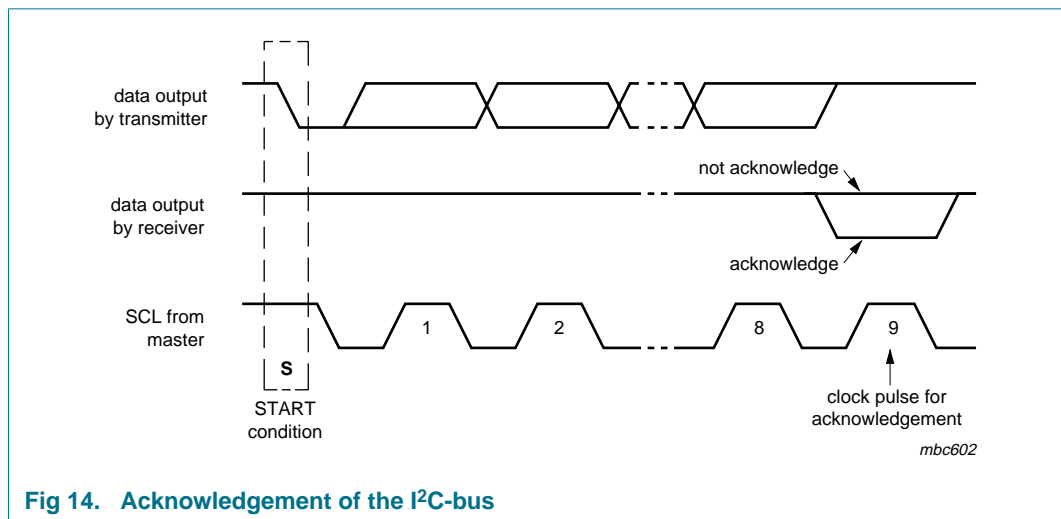 data output
by transmitter
not acknowledge
data output
by receiver
acknowledge
SCL from
master
1
2
8
9
S
START
condition
clock pulse for
acknowledgement
mbc602
Fig 14. Acknowledgement of the I²C-bus